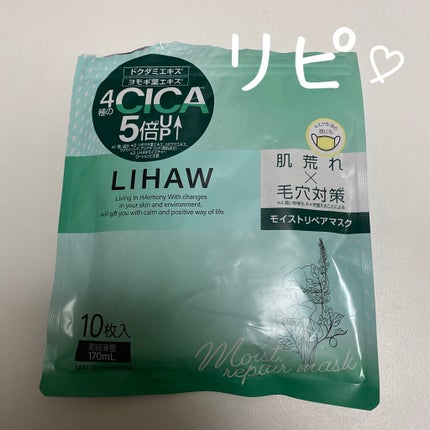 リピ♡
ドクダミエキス
ヨモギ葉エキス
4種のCICA
5倍UP↑
LIHAW
Living In HArmony With changes
in your skin and environment,
will gift you with calm and positive way of life.
肌荒れ
×
毛穴対策
モイストリペアマスク
10枚入
美容液量
170mL
Moist
repair mask